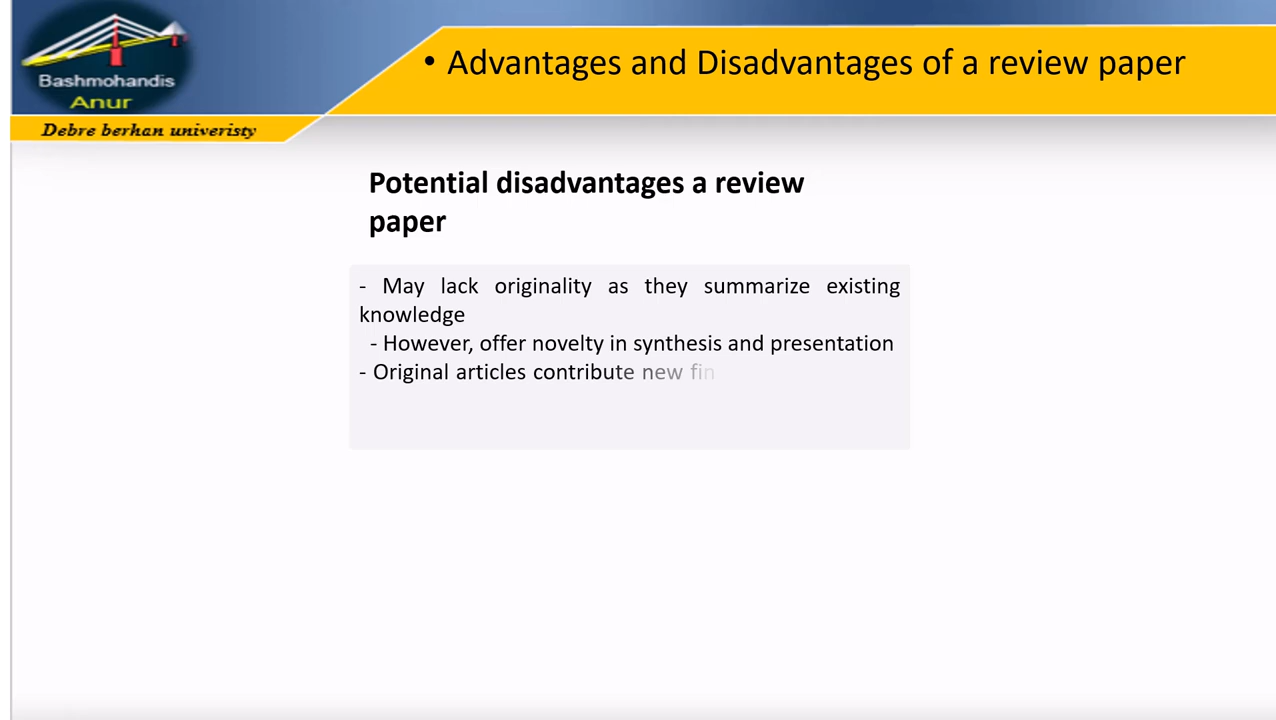 Bashmohandis
Anur
Debre berhan univeristy
• Advantages and Disadvantages of a review paper
Potential disadvantages a review
paper
- May lack originality as they summarize existing
knowledge
- However, offer novelty in synthesis and presentation
- Original articles contribute new fin